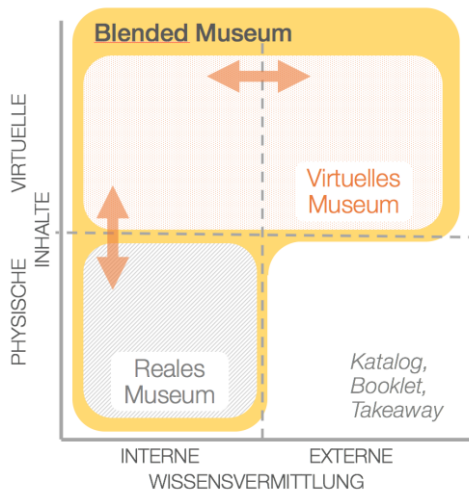 Blended Museum
VIRTUELLE
PHYSISCHE
INHALTE
Virtuelles
Museum
Reales
Museum
Katalog,
Booklet,
Takeaway
INTERNE
EXTERNE
WISSENSVERMITTLUNG